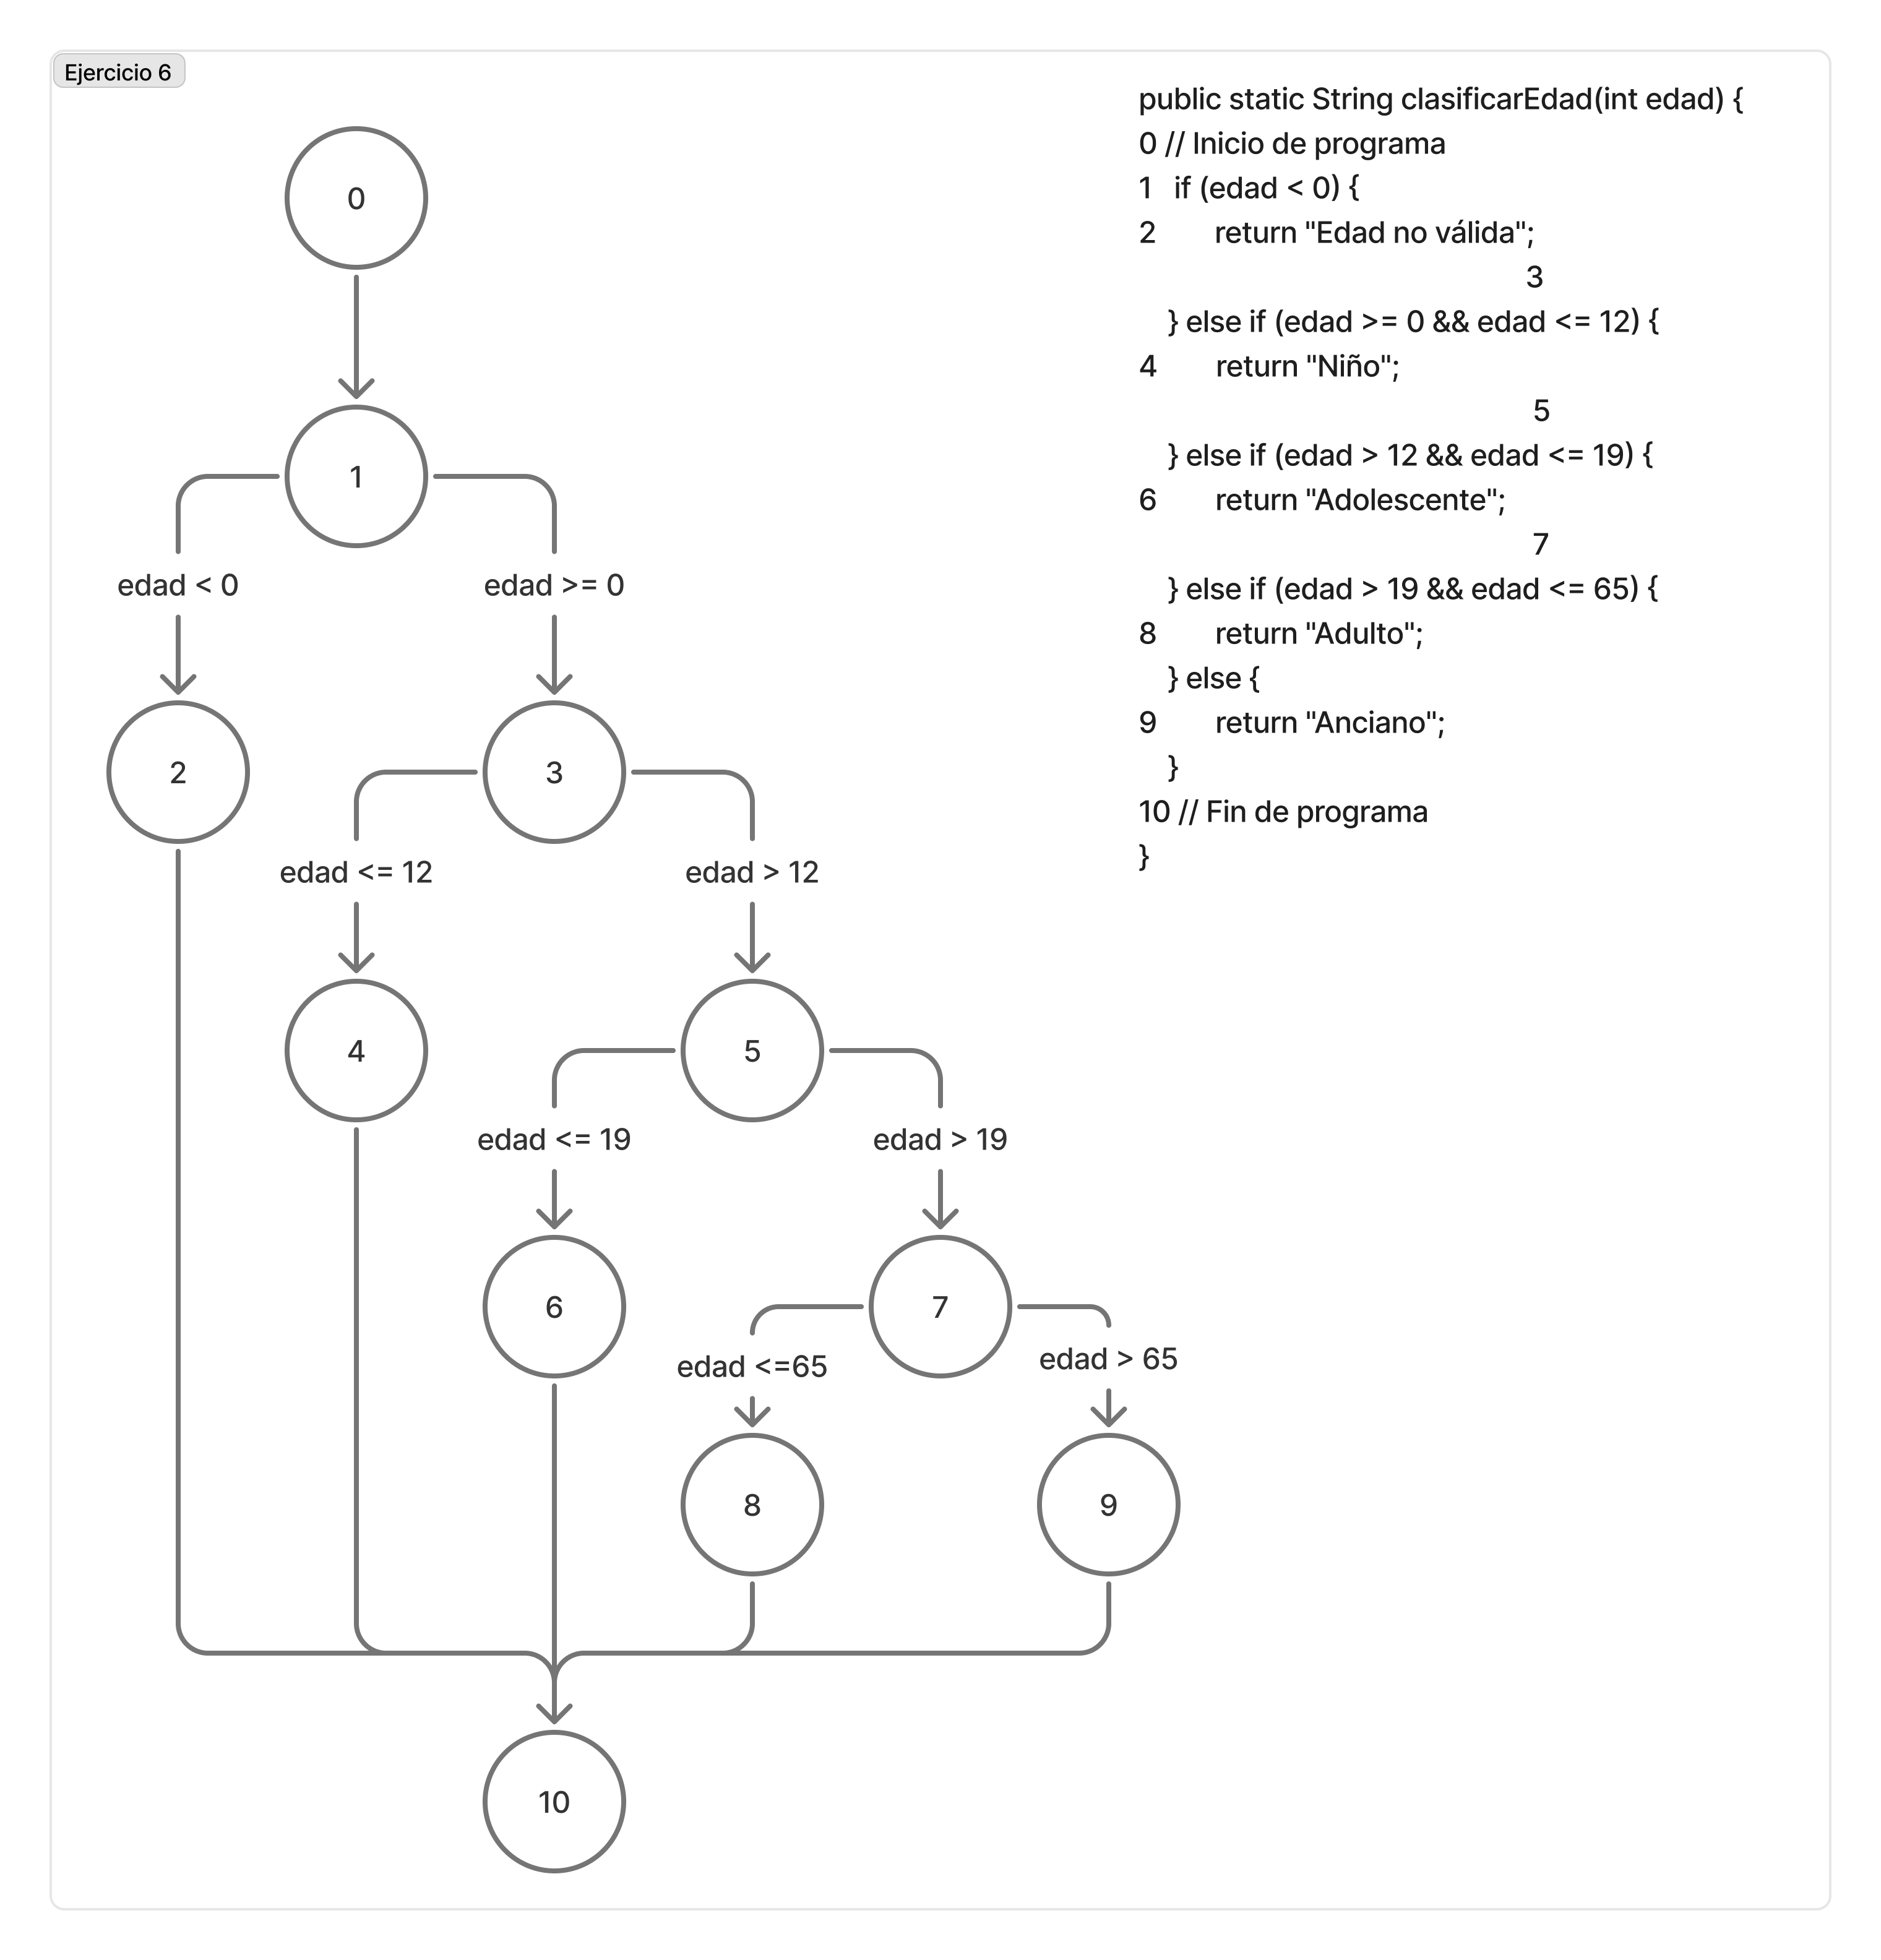 Ejercicio 6
public static String clasificarEdad(int edad) {
0 // Inicio de programa
1 if (edad < 0) {
2 return "Edad no válida";
3
} else if (edad >= 0 && edad <= 12) {
4 return "Niño";
5
} else if (edad > 12 && edad <= 19) {
6 return "Adolescente";
7
} else if (edad > 19 && edad <= 65) {
8 return "Adulto";
} else {
9 return "Anciano";
}
10 // Fin de programa
}
0
1
edad < 0
edad >= 0
2
3
edad <= 12
edad > 12
4
5
edad <= 19
edad > 19
6
7
edad <=65
edad > 65
8
9
10